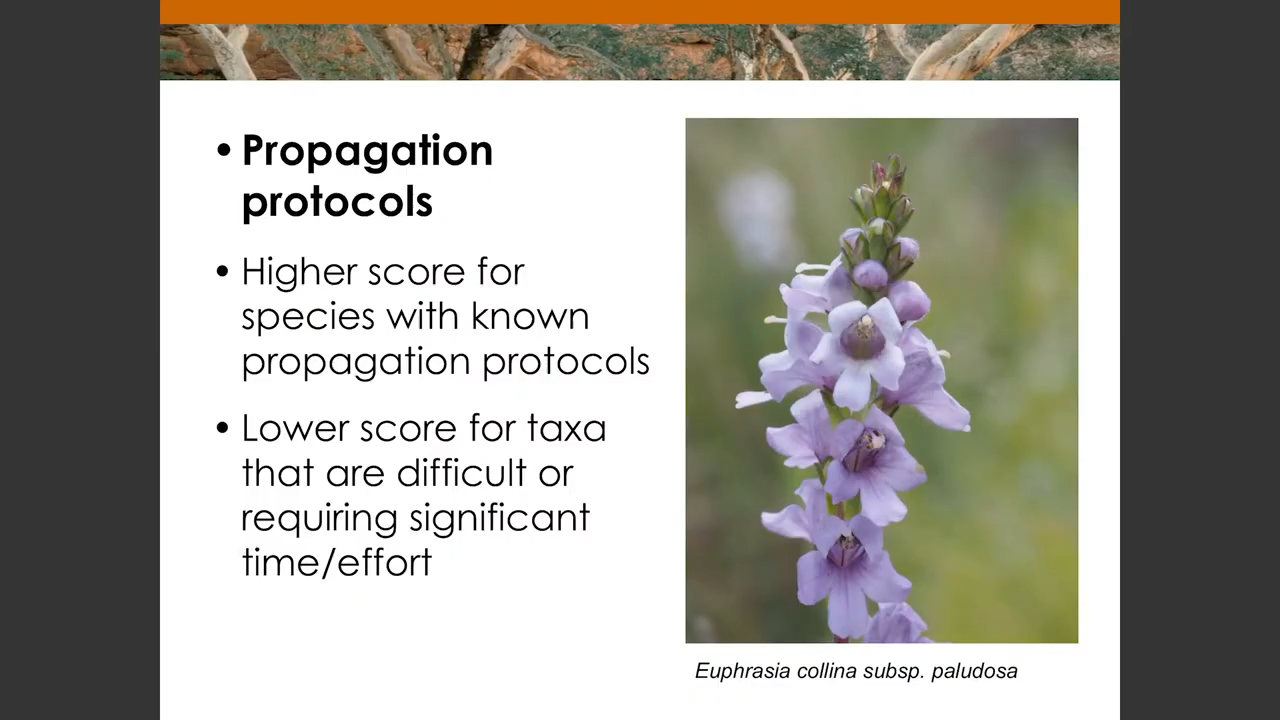 • Propagation
protocols
• Higher score for
species with known
propagation protocols
• Lower score for taxa
that are difficult or
requiring significant
time/effort
Euphrasia collina subsp. paludosa